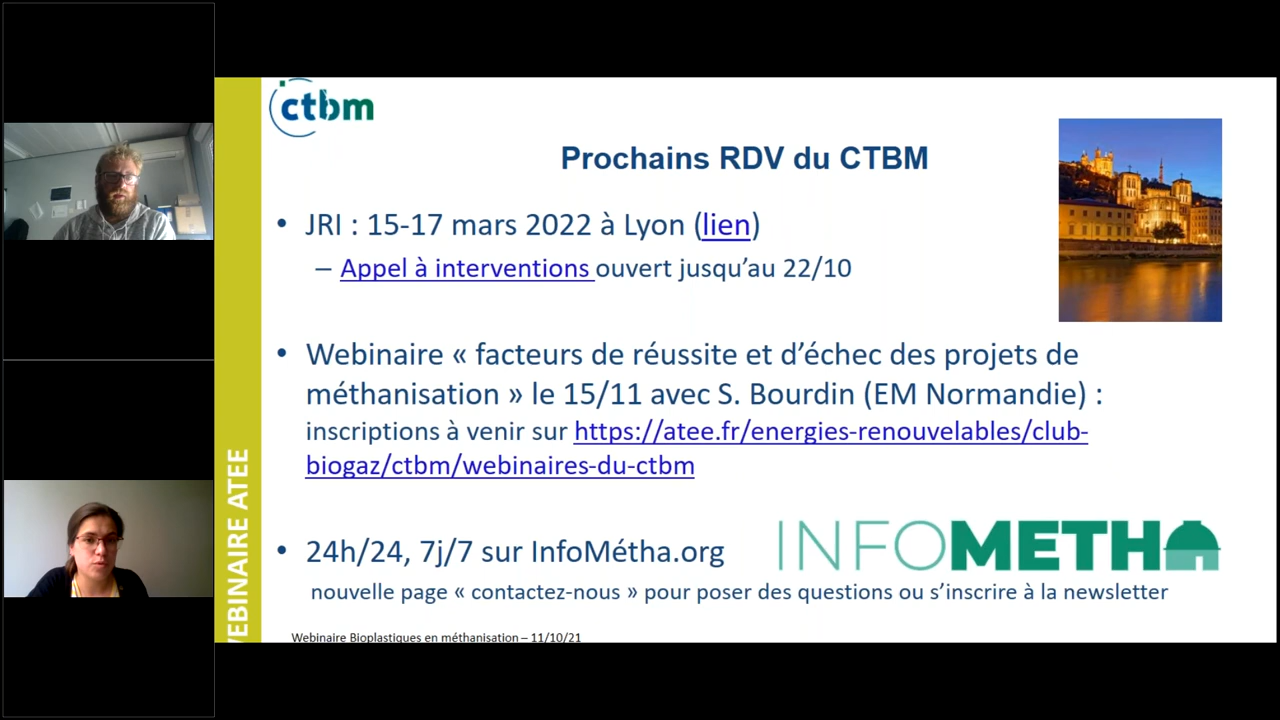 ctbm
Prochains RDV du CTBM
• JRI : 15-17 mars 2022 à Lyon (lien)
– Appel à interventions ouvert jusqu’au 22/10
• Webinaire « facteurs de réussite et d’échec des projets de
méthanisation » le 15/11 avec S. Bourdin (EM Normandie) :
inscriptions à venir sur https://atee.fr/energies-renouvelables/club-
biogaz/ctbm/webinaires-du-ctbm
• 24h/24, 7j/7 sur InfoMétha.org
INFOMETHA
nouvelle page « contactez-nous » pour poser des questions ou s’inscrire à la newsletter
Webinaire Bioplastiques en méthanisation – 11/10/21
WEBINAIRE ATEE